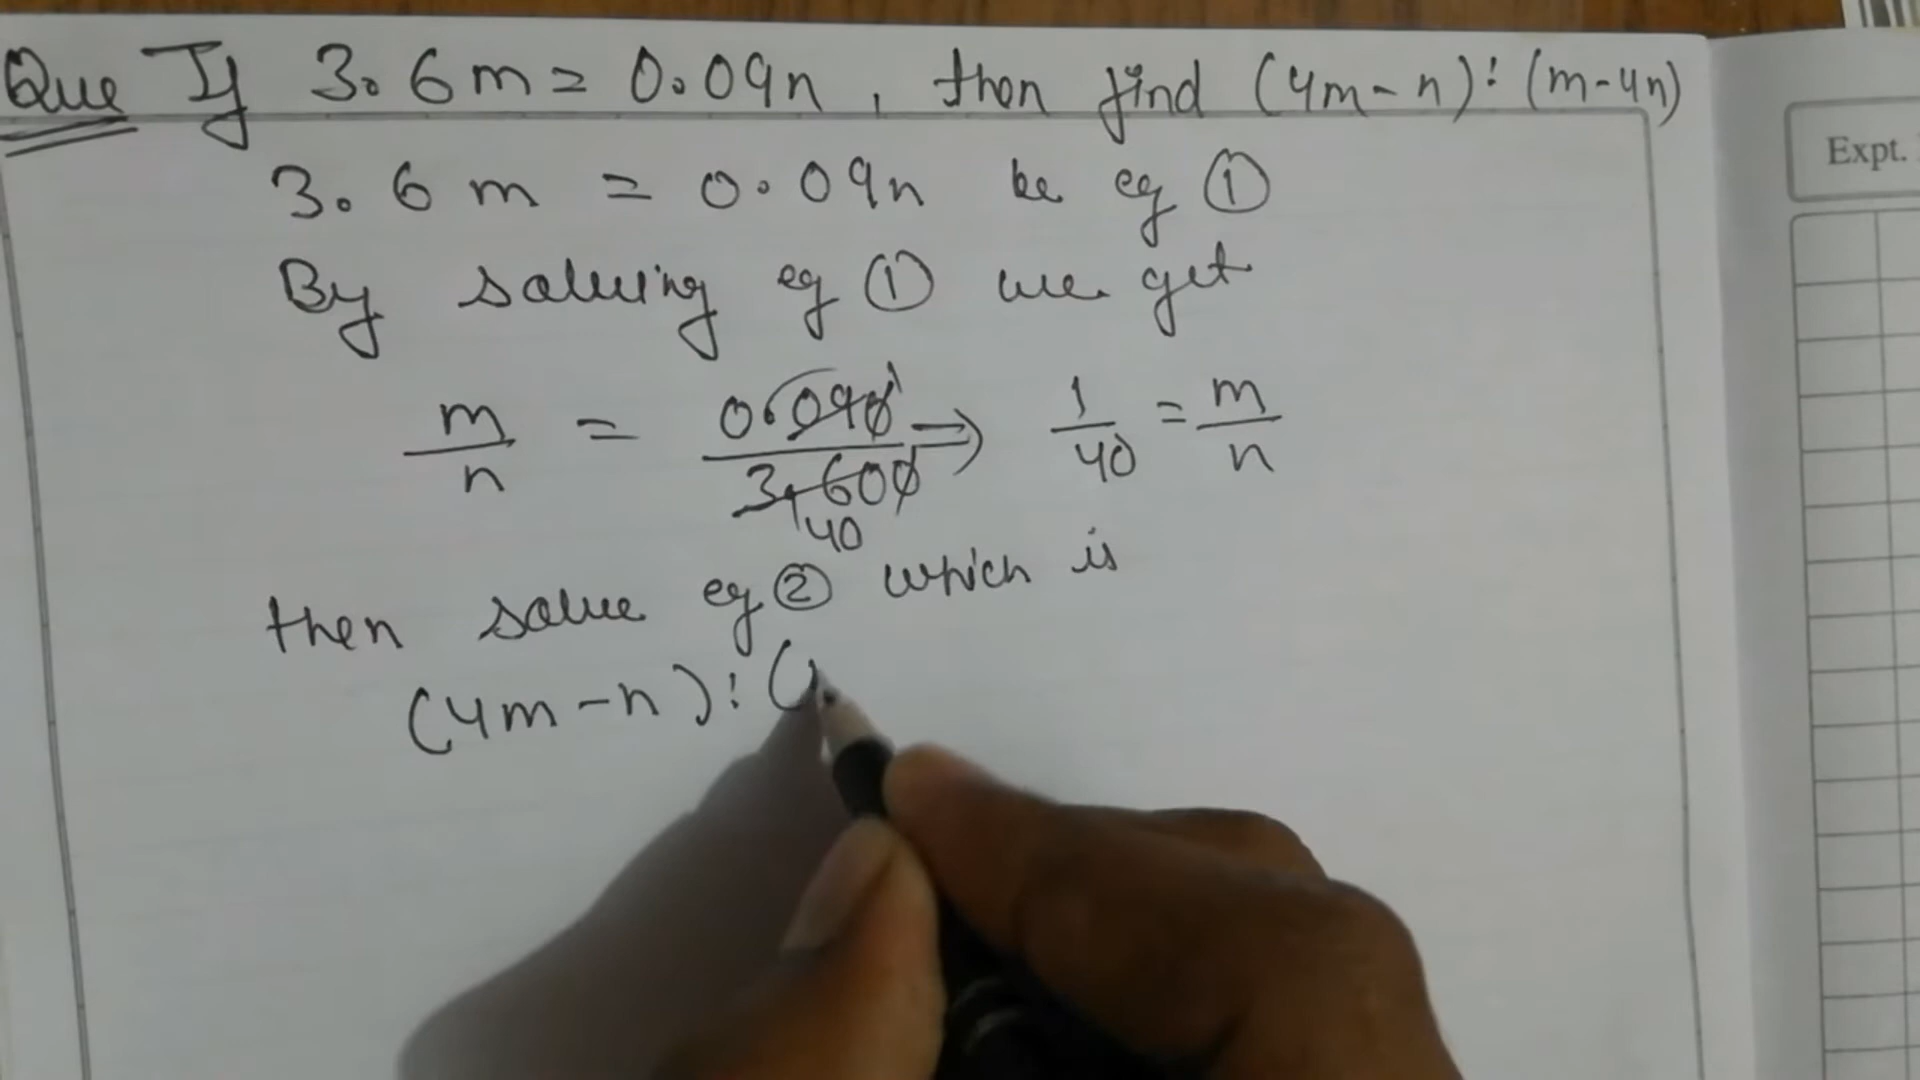 Que If 3.6m = 0.09n, then find (4m-n):(m-4n)
Expt.
3.6m = 0.09n be eq ①
By solving eq ① we get
m/n = 0.090/3.600 ⇒ 1/40 = m/n
1
40
then solve eq ② which is
(4m-n):(